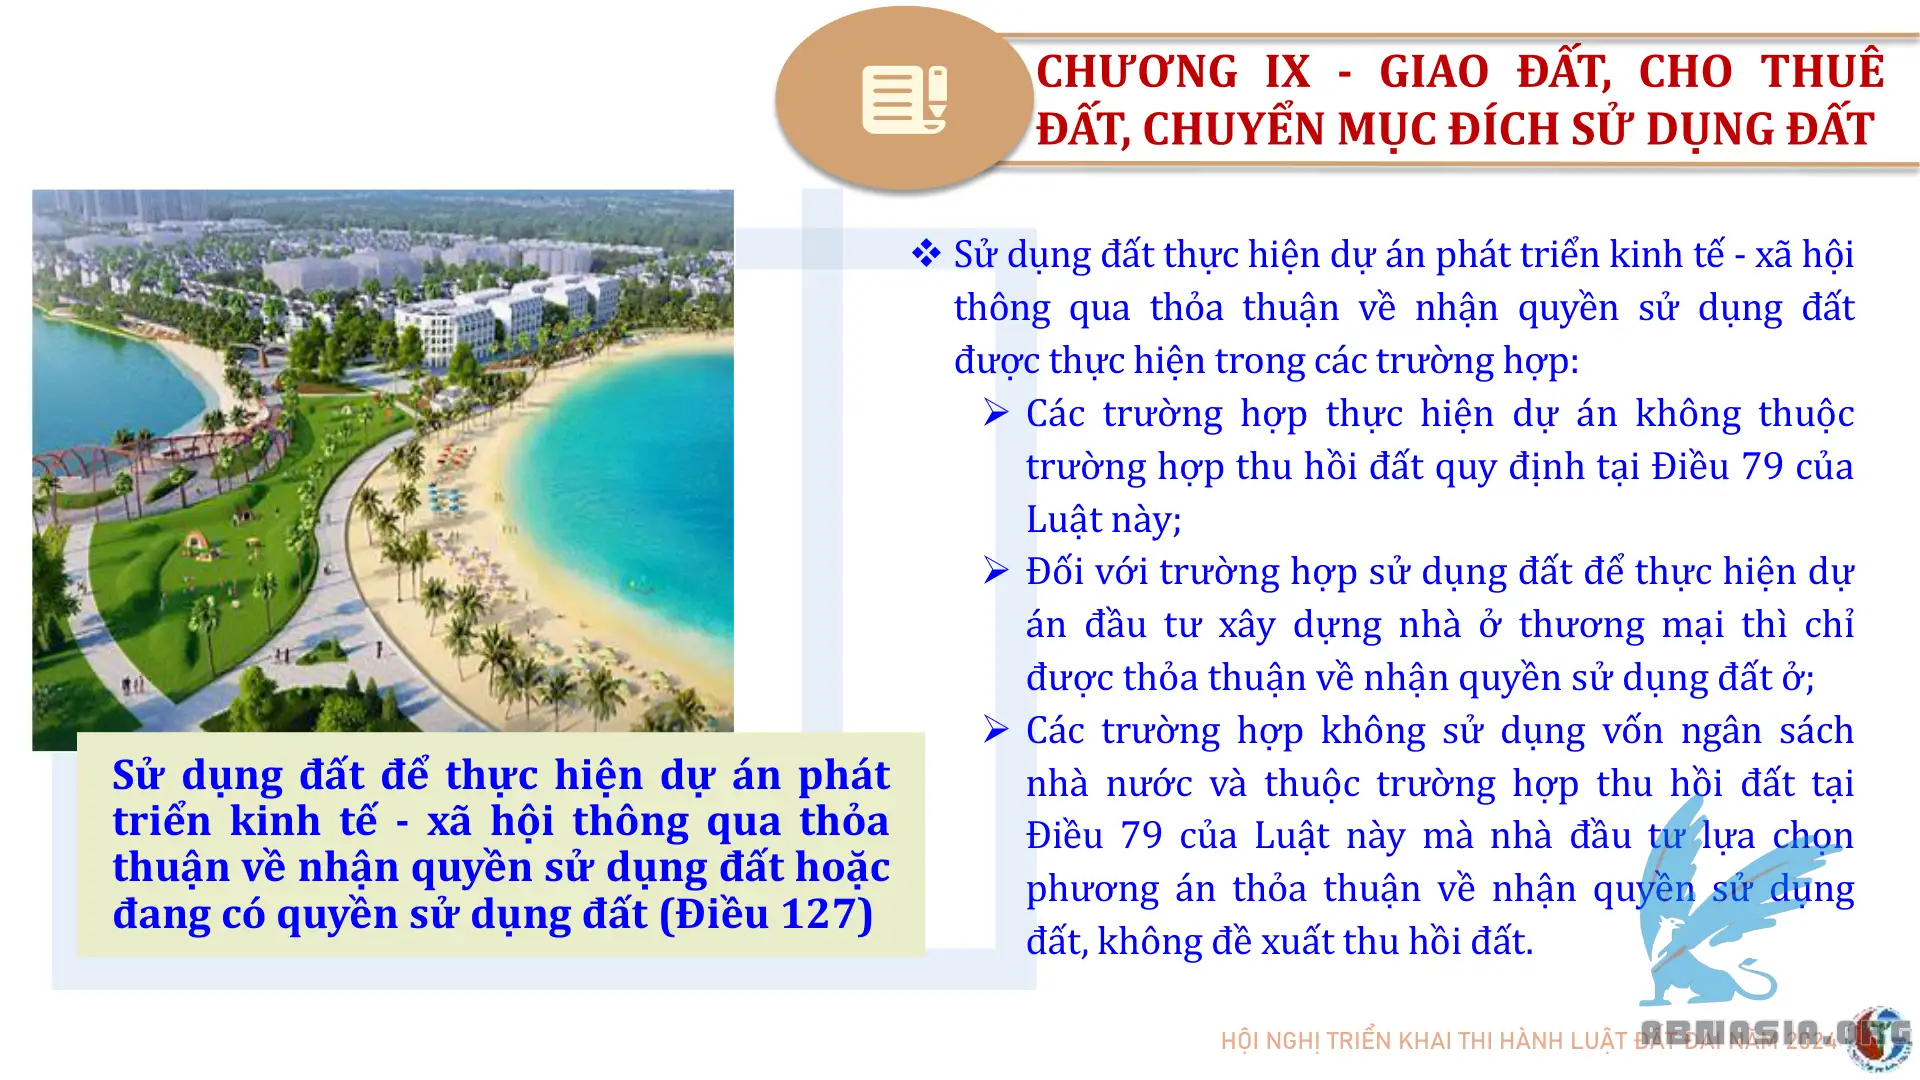 CHƯƠNG IX - GIAO ĐẤT, CHO THUÊ
ĐẤT, CHUYỂN MỤC ĐÍCH SỬ DỤNG ĐẤT
Sử dụng đất để thực hiện dự án phát
triển kinh tế - xã hội thông qua thỏa
thuận về nhận quyền sử dụng đất hoặc
đang có quyền sử dụng đất (Điều 127)
❖ Sử dụng đất thực hiện dự án phát triển kinh tế - xã hội
thông qua thỏa thuận về nhận quyền sử dụng đất
được thực hiện trong các trường hợp:
➢ Các trường hợp thực hiện dự án không thuộc
trường hợp thu hồi đất quy định tại Điều 79 của
Luật này;
➢ Đối với trường hợp sử dụng đất để thực hiện dự
án đầu tư xây dựng nhà ở thương mại thì chỉ
được thỏa thuận về nhận quyền sử dụng đất ở;
➢ Các trường hợp không sử dụng vốn ngân sách
nhà nước và thuộc trường hợp thu hồi đất tại
Điều 79 của Luật này mà nhà đầu tư lựa chọn
phương án thỏa thuận về nhận quyền sử dụng
đất, không đề xuất thu hồi đất.
HỘI NGHỊ TRIỂN KHAI THI HÀNH LUẬT ĐẤT ĐAI NĂM 2024
ABMASIA.ORG